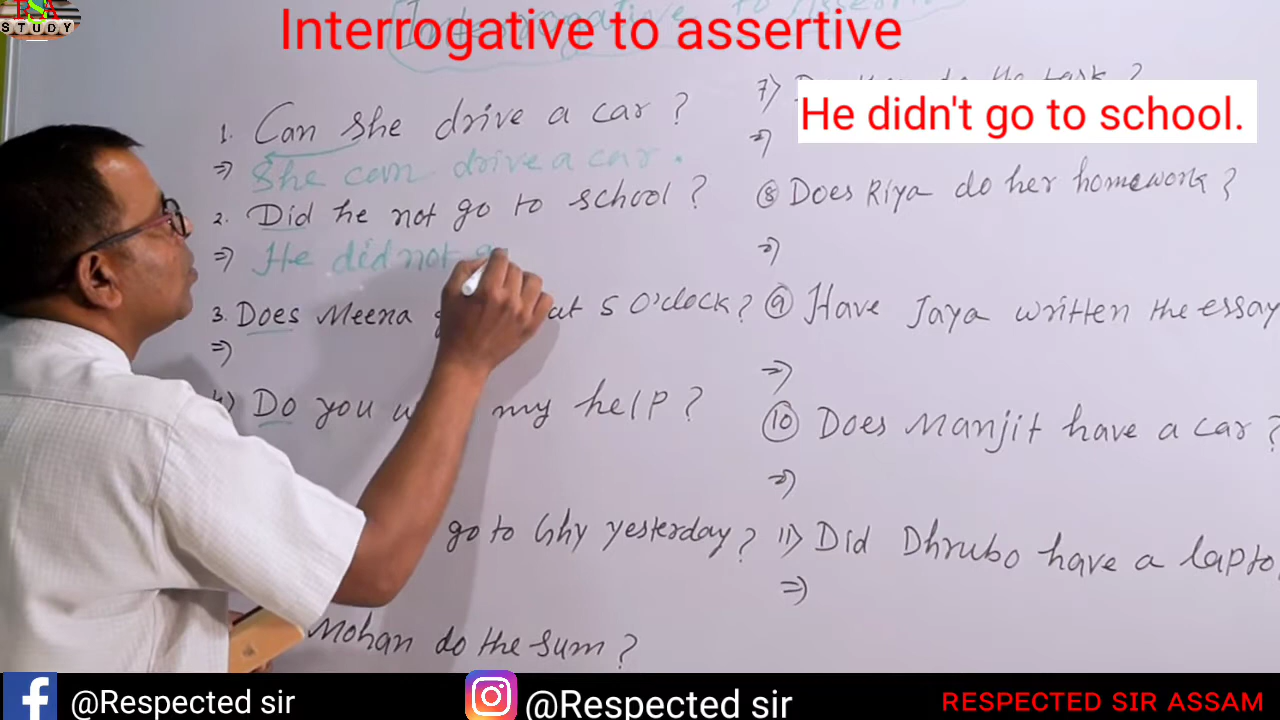 STUDY
Interrogative to assertive
1. Can she drive a car ?
⇒ She can drive a car.
2. Did he not go to school ?
⇒ He did not g
3. Does Meena at 5 O'clock ?
⇒
4) Do you my help ?
go to Ghy yesterday ?
Mohan do the sum ?
7) the task ?
He didn't go to school.
⇒
⑧ Does Riya do her homework ?
⇒
⑨ Have Jaya written the essay
⇒
⑩ Does Manjit have a car ?
⇒
11) Did Dhrubo have a lapto
⇒
@Respected sir
@Respected sir
RESPECTED SIR ASSAM